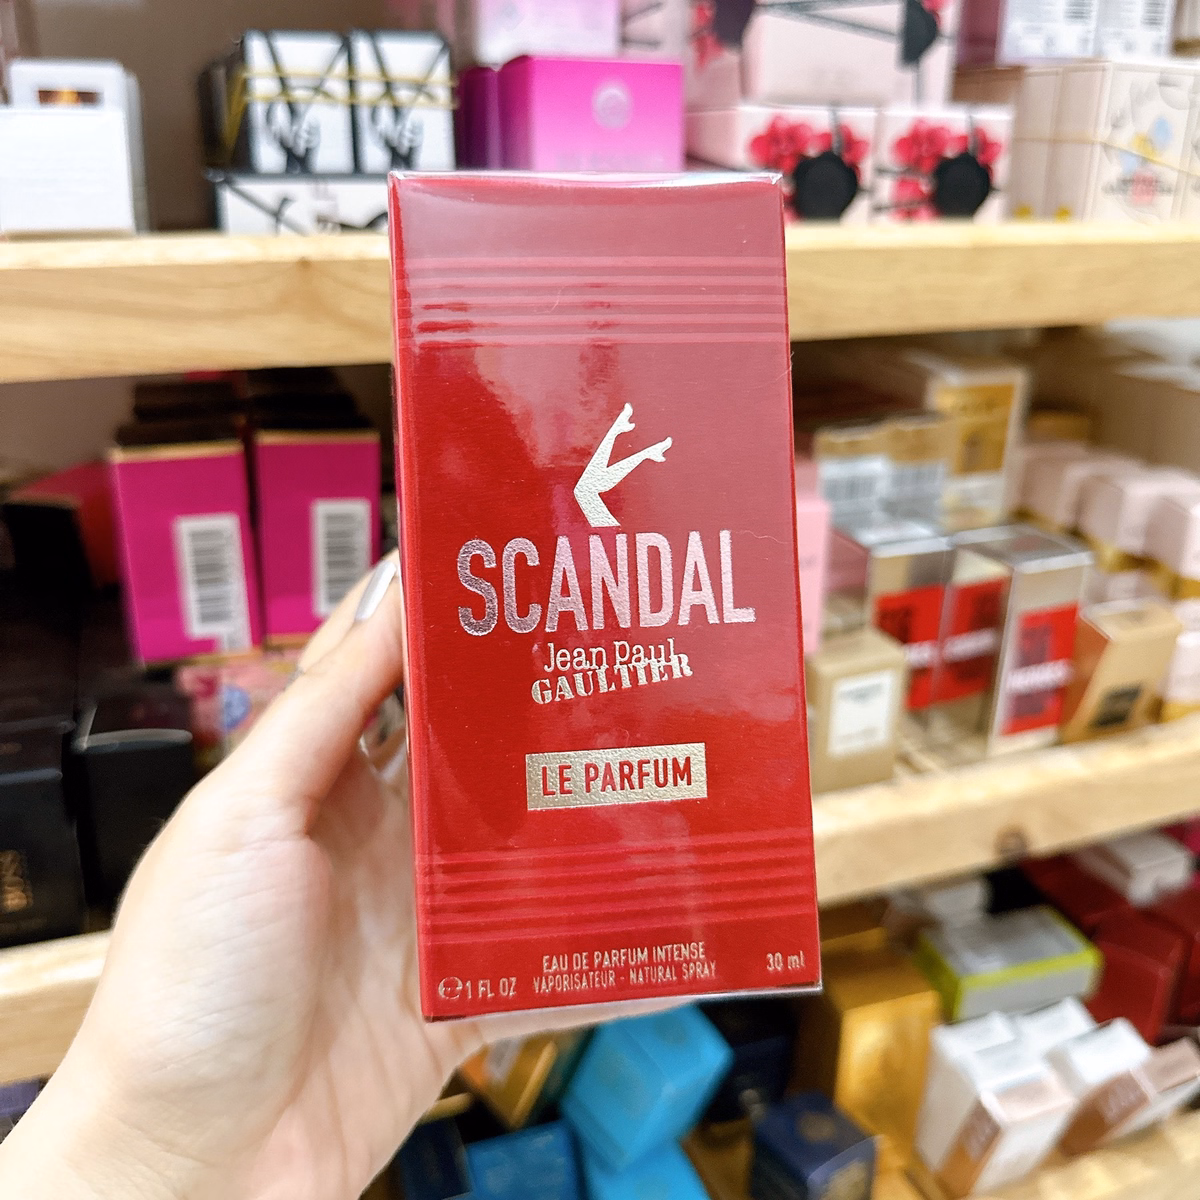 SCANDAL
Jean Paul
GAULTIER
LE PARFUM
EAU DE PARFUM INTENSE
℮1 FL OZ VAPORISATEUR - NATURAL SPRAY 30 ml